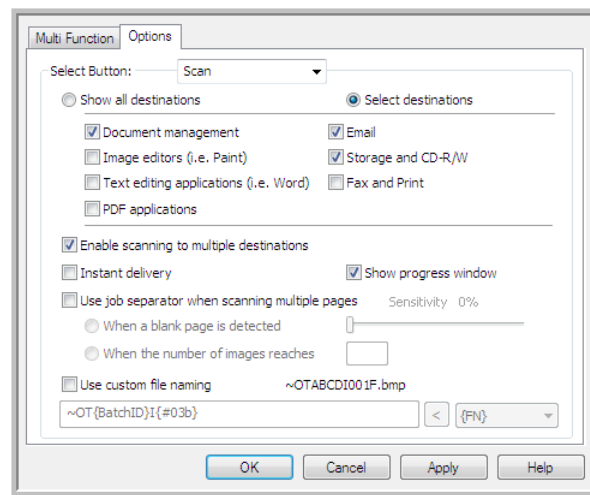 Multi Function Options
Select Button: Scan
Show all destinations Select destinations
Document management Email
Image editors (i.e. Paint) Storage and CD-R/W
Text editing applications (i.e. Word) Fax and Print
PDF applications
Enable scanning to multiple destinations
Instant delivery Show progress window
Use job separator when scanning multiple pages Sensitivity 0%
When a blank page is detected
When the number of images reaches
Use custom file naming ~OTABCDI001F.bmp
~OT{BatchID}I{#03b} < {FN}
OK Cancel Apply Help